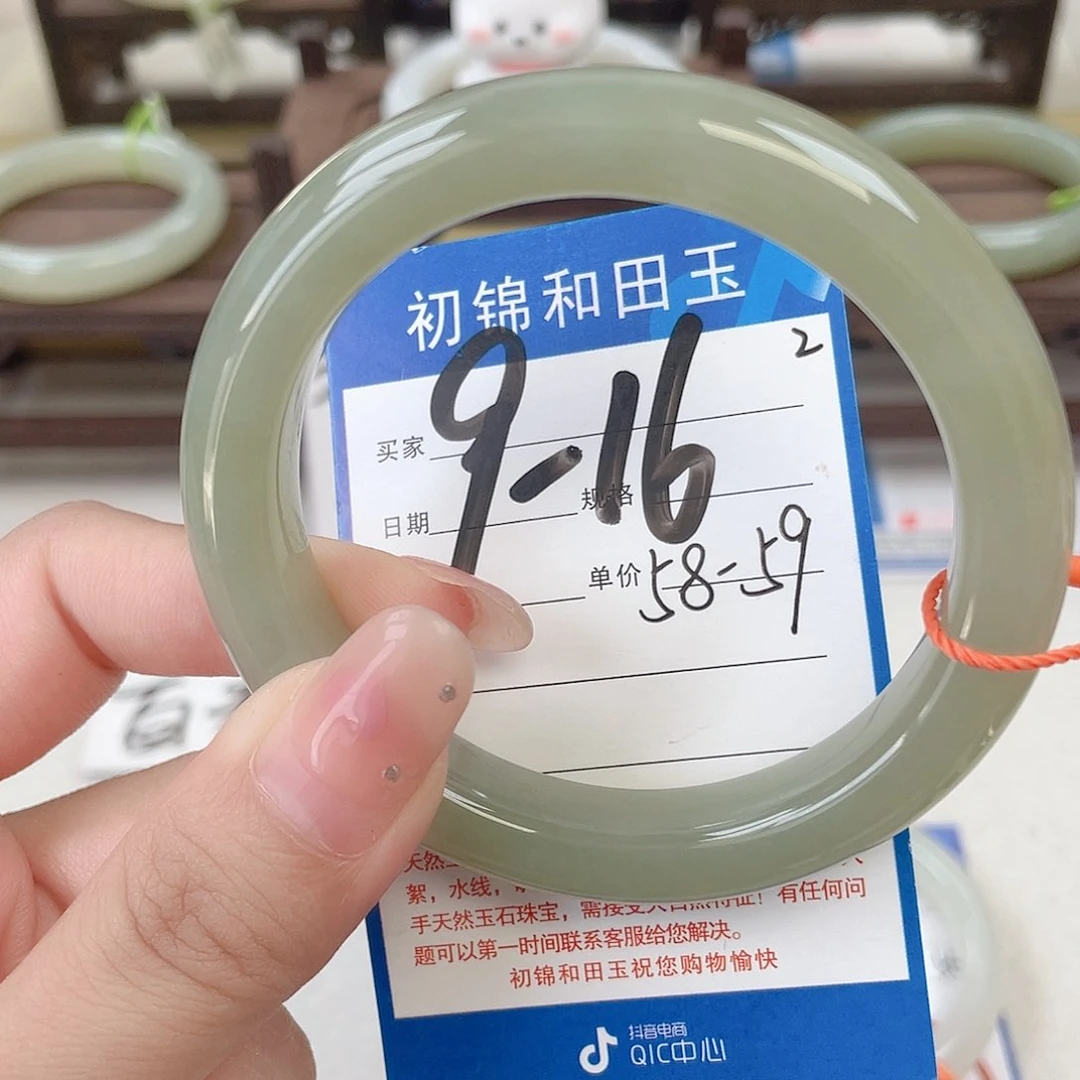 初锦和田玉
2
9-16
买家
规格
日期
单价 58-59
天然
絮，水线，
手天然玉石珠宝，需接受大自然特征！有任何问
题可以第一时间联系客服给您解决。
初锦和田玉祝您购物愉快
抖音电商
QIC中心